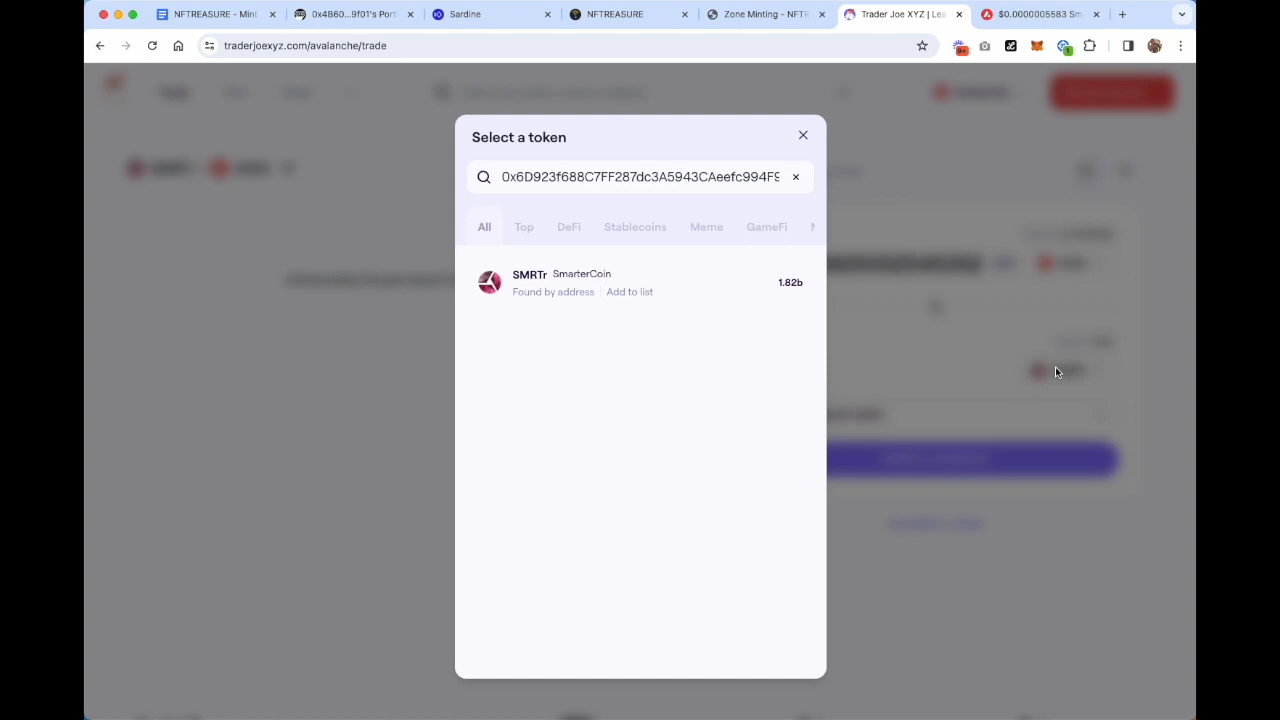 NFTREASURE - Mint
0x4B60...9f01's Port
Sardine
NFTREASURE
Zone Minting - NFTR
Trader Joe XYZ | Lea
$0.0000005583 Sm
traderjoexyz.com/avalanche/trade
9+
1
Select a token
0x6D923f688C7FF287dc3A5943CAeefc994F9
All Top DeFi Stablecoins Meme GameFi
SMRTr SmarterCoin
1.82b
Found by address | Add to list